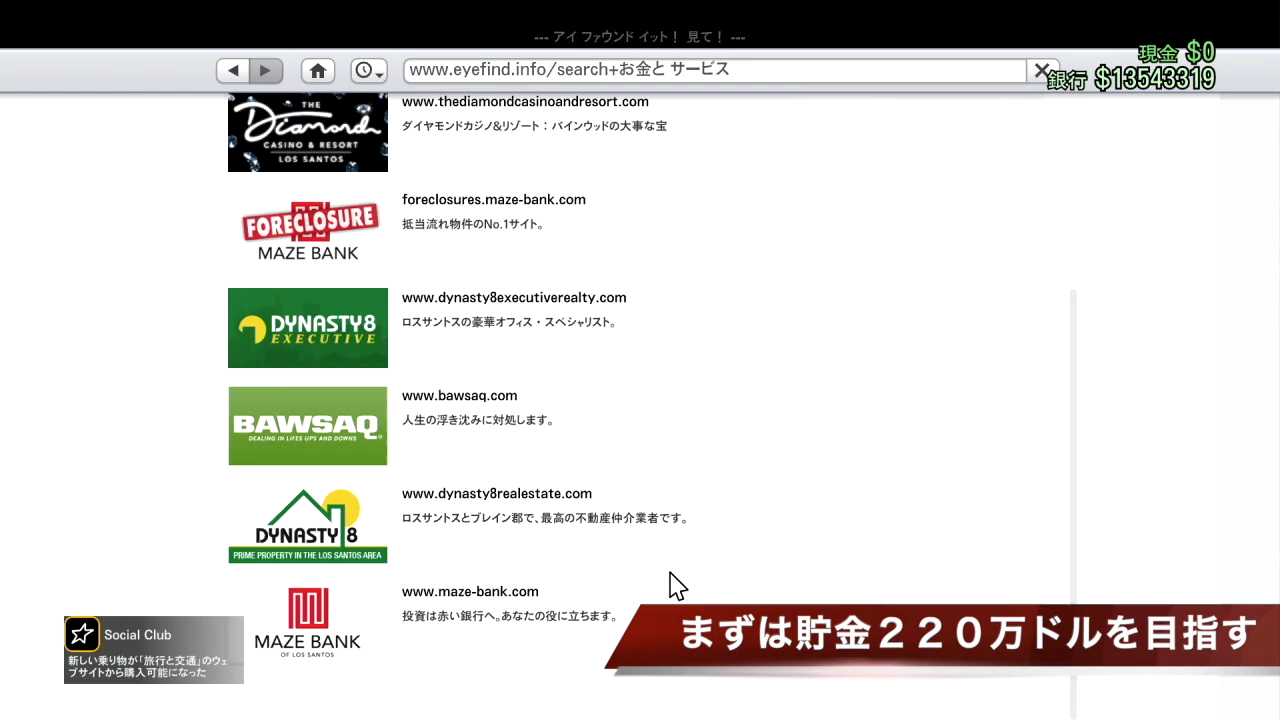 --- アイ ファウンド イット！ 見て！ ---
現金 $0
www.eyefind.info/search+お金と サービス
銀行 $13543319
THE
Diamond
CASINO & RESORT
LOS SANTOS
www.thediamondcasinoandresort.com
ダイヤモンドカジノ&リゾート：バインウッドの大事な宝
FORECLOSURE
MAZE BANK
foreclosures.maze-bank.com
抵当流れ物件のNo.1サイト。
DYNASTY 8
EXECUTIVE
www.dynasty8executiverealty.com
ロスサントスの豪華オフィス・スペシャリスト。
BAWSAQ
DEALING IN LIFES UPS AND DOWNS
www.bawsaq.com
人生の浮き沈みに対処します。
DYNASTY 8
PRIME PROPERTY IN THE LOS SANTOS AREA
www.dynasty8realestate.com
ロスサントスとブレイン郡で、最高の不動産仲介業者です。
MAZE BANK
OF LOS SANTOS
www.maze-bank.com
投資は赤い銀行へ。あなたの役に立ちます。
Social Club
新しい乗り物が「旅行と交通」のウェ
ブサイトから購入可能になった
まずは貯金２２０万ドルを目指す